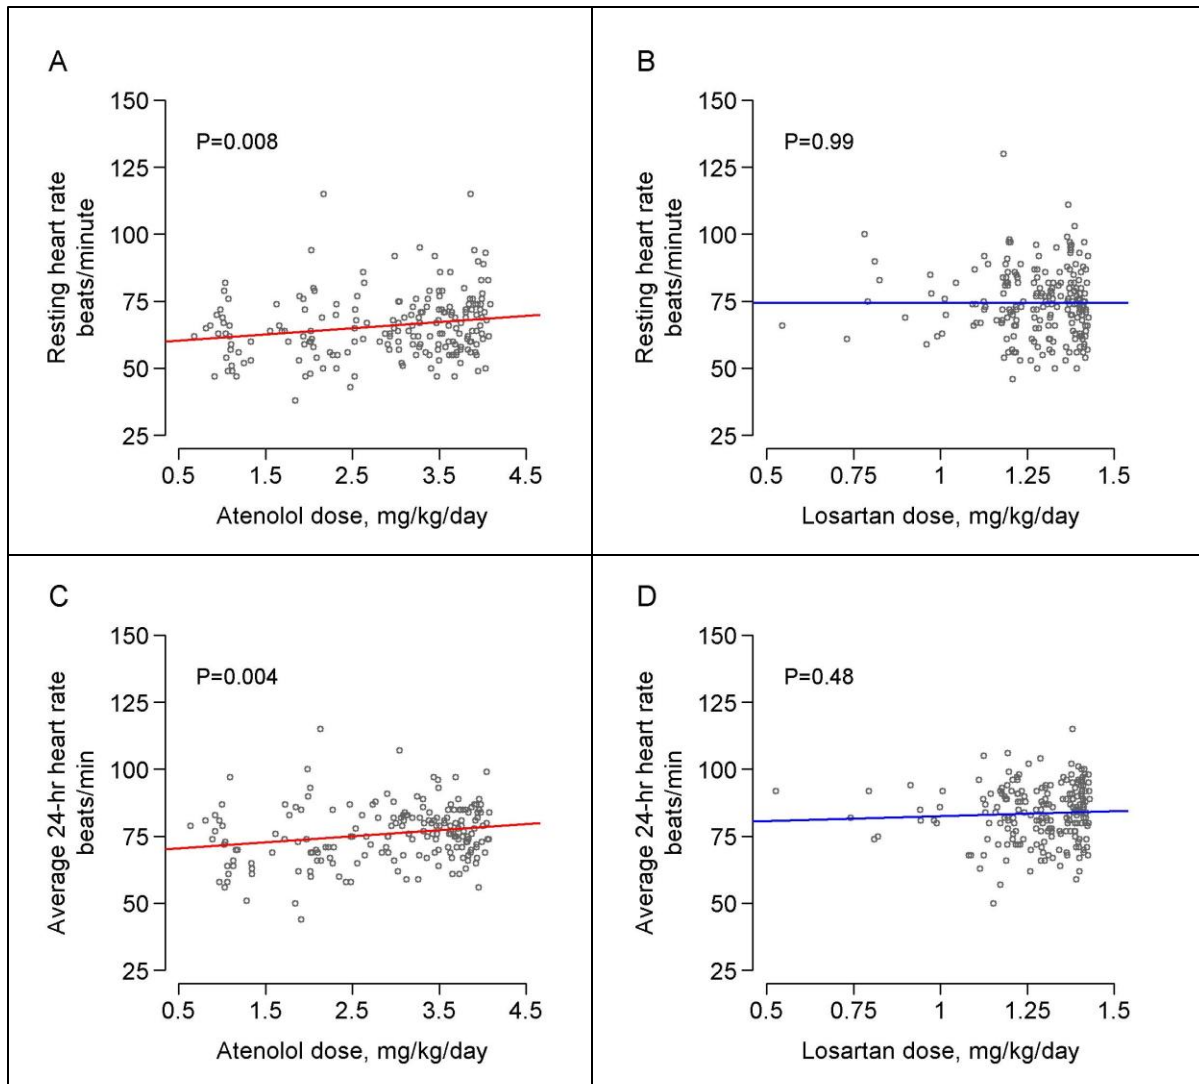 A
150
125
100
75
50
25
P=0.008
Resting heart rate
beats/minute
0.5 1.5 2.5 3.5 4.5
Atenolol dose, mg/kg/day
B
150
125
100
75
50
25
P=0.99
Resting heart rate
beats/minute
0.5 0.75 1 1.25 1.5
Losartan dose, mg/kg/day
C
150
125
100
75
50
25
P=0.004
Average 24-hr heart rate
beats/min
0.5 1.5 2.5 3.5 4.5
Atenolol dose, mg/kg/day
D
150
125
100
75
50
25
P=0.48
Average 24-hr heart rate
beats/min
0.5 0.75 1 1.25 1.5
Losartan dose, mg/kg/day